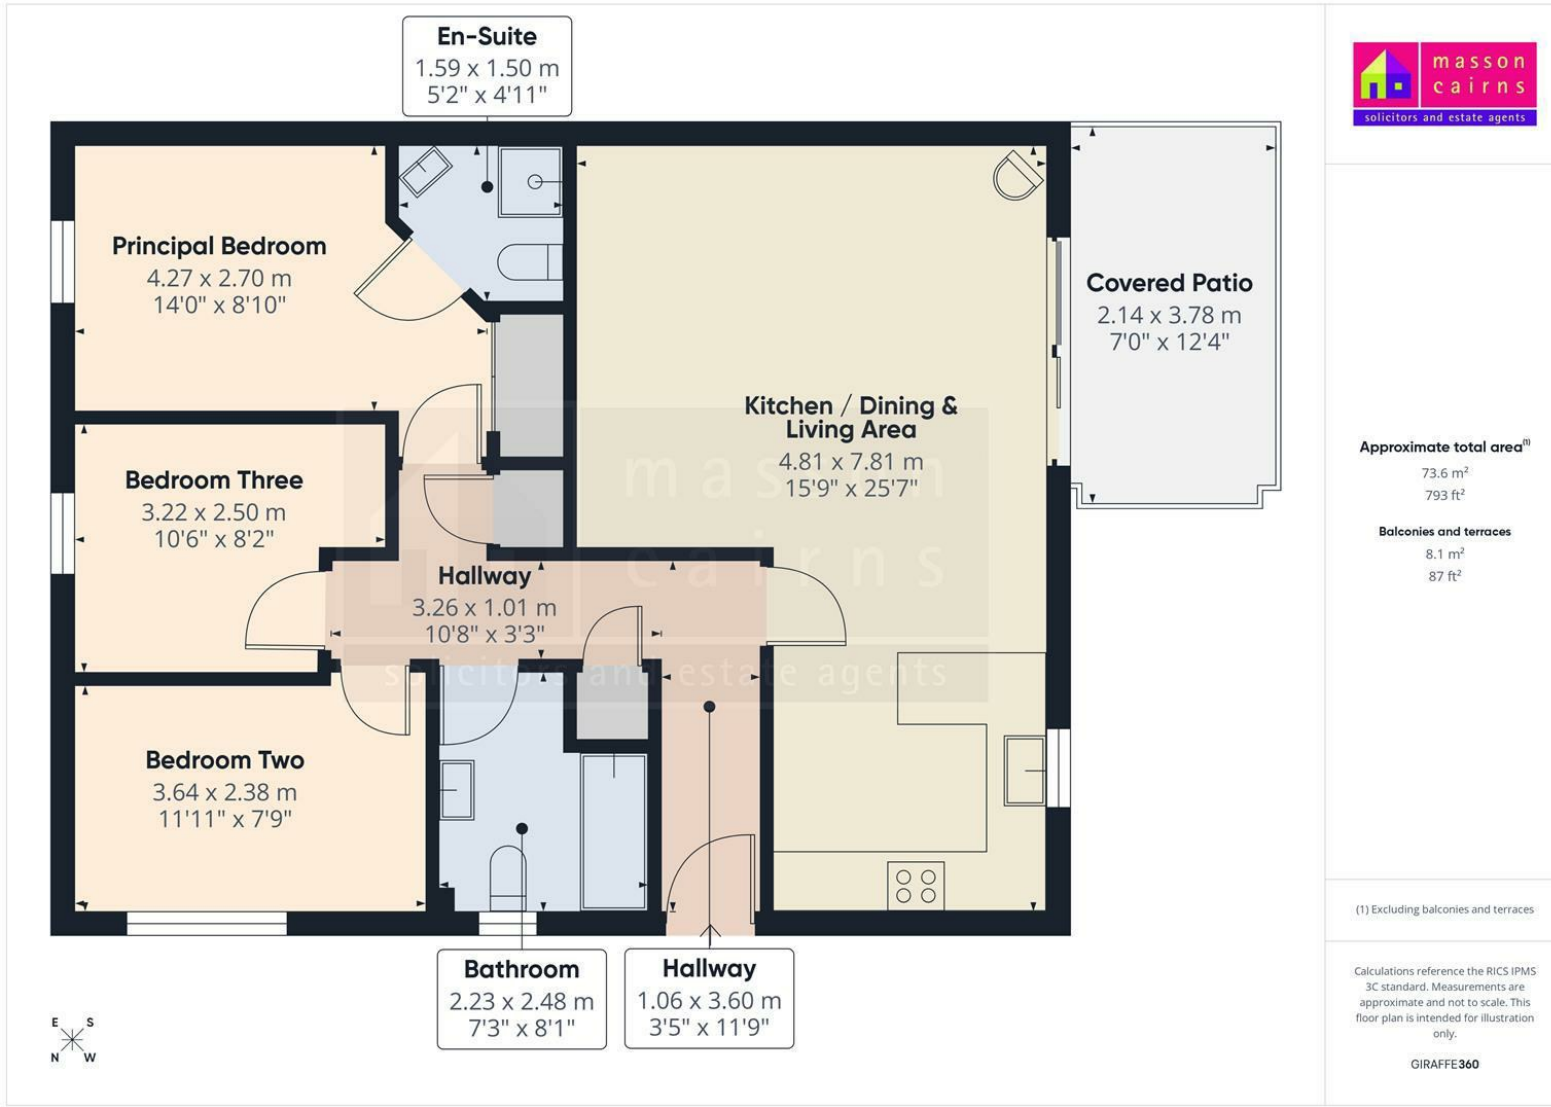 En-Suite
1.59 x 1.50 m
5'2" x 4'11"
masson
cairns
solicitors and estate agents
Principal Bedroom
4.27 x 2.70 m
14'0" x 8'10"
Covered Patio
2.14 x 3.78 m
7'0" x 12'4"
Kitchen / Dining &
Living Area
4.81 x 7.81 m
15'9" x 25'7"
Bedroom Three
3.22 x 2.50 m
10'6" x 8'2"
Hallway
3.26 x 1.01 m
10'8" x 3'3"
masson
cairns
solicitors and estate agents
Bedroom Two
3.64 x 2.38 m
11'11" x 7'9"
Bathroom
2.23 x 2.48 m
7'3" x 8'1"
Hallway
1.06 x 3.60 m
3'5" x 11'9"
E S
N W
Approximate total area(1)
73.6 m²
793 ft²
Balconies and terraces
8.1 m²
87 ft²
(1) Excluding balconies and terraces
Calculations reference the RICS IPMS
3C standard. Measurements are
approximate and not to scale. This
floor plan is intended for illustration
only.
GIRAFFE360